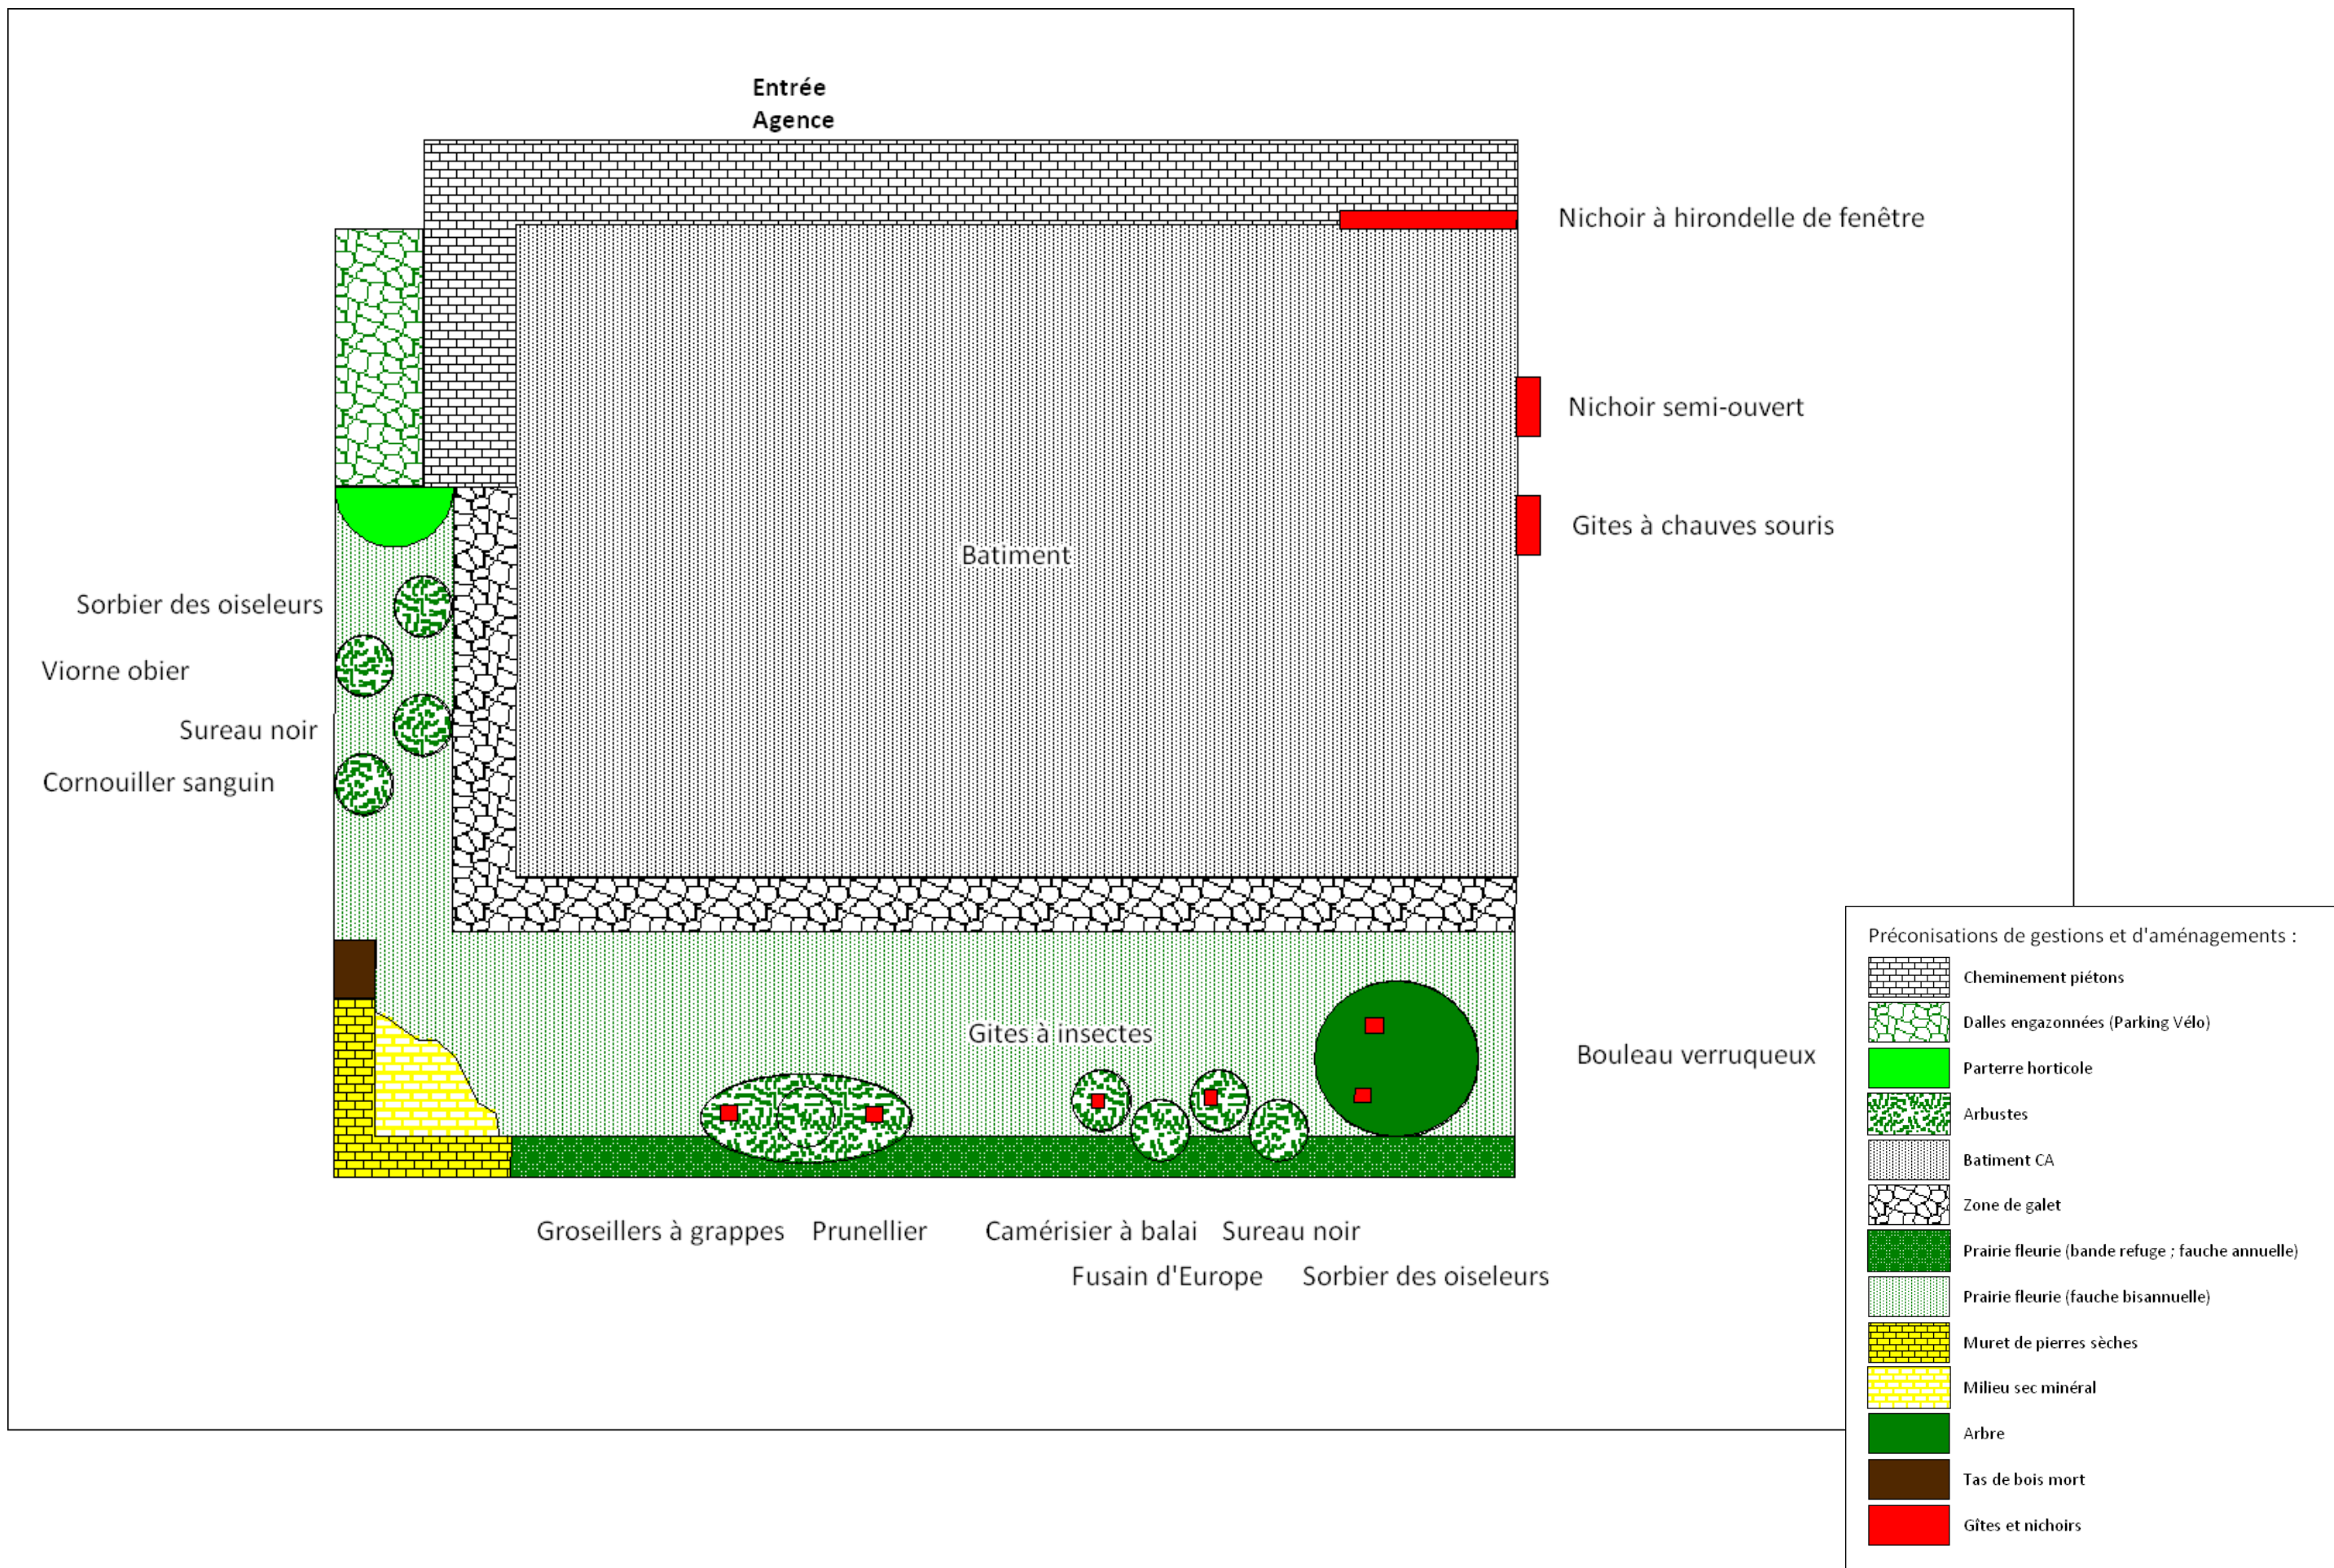 Entrée
Agence
Nichoir à hirondelle de fenêtre
Nichoir semi-ouvert
Gites à chauves souris
Batiment
Sorbier des oiseleurs
Viorne obier
Sureau noir
Cornouiller sanguin
Gites à insectes
Bouleau verruqueux
Groseillers à grappes
Prunellier
Camérisier à balai
Sureau noir
Fusain d'Europe
Sorbier des oiseleurs
Préconisations de gestions et d'aménagements :
Cheminement piétons
Dalles engazonnées (Parking Vélo)
Parterre horticole
Arbustes
Batiment CA
Zone de galet
Prairie fleurie (bande refuge ; fauche annuelle)
Prairie fleurie (fauche bisannuelle)
Muret de pierres sèches
Milieu sec minéral
Arbre
Tas de bois mort
Gîtes et nichoirs